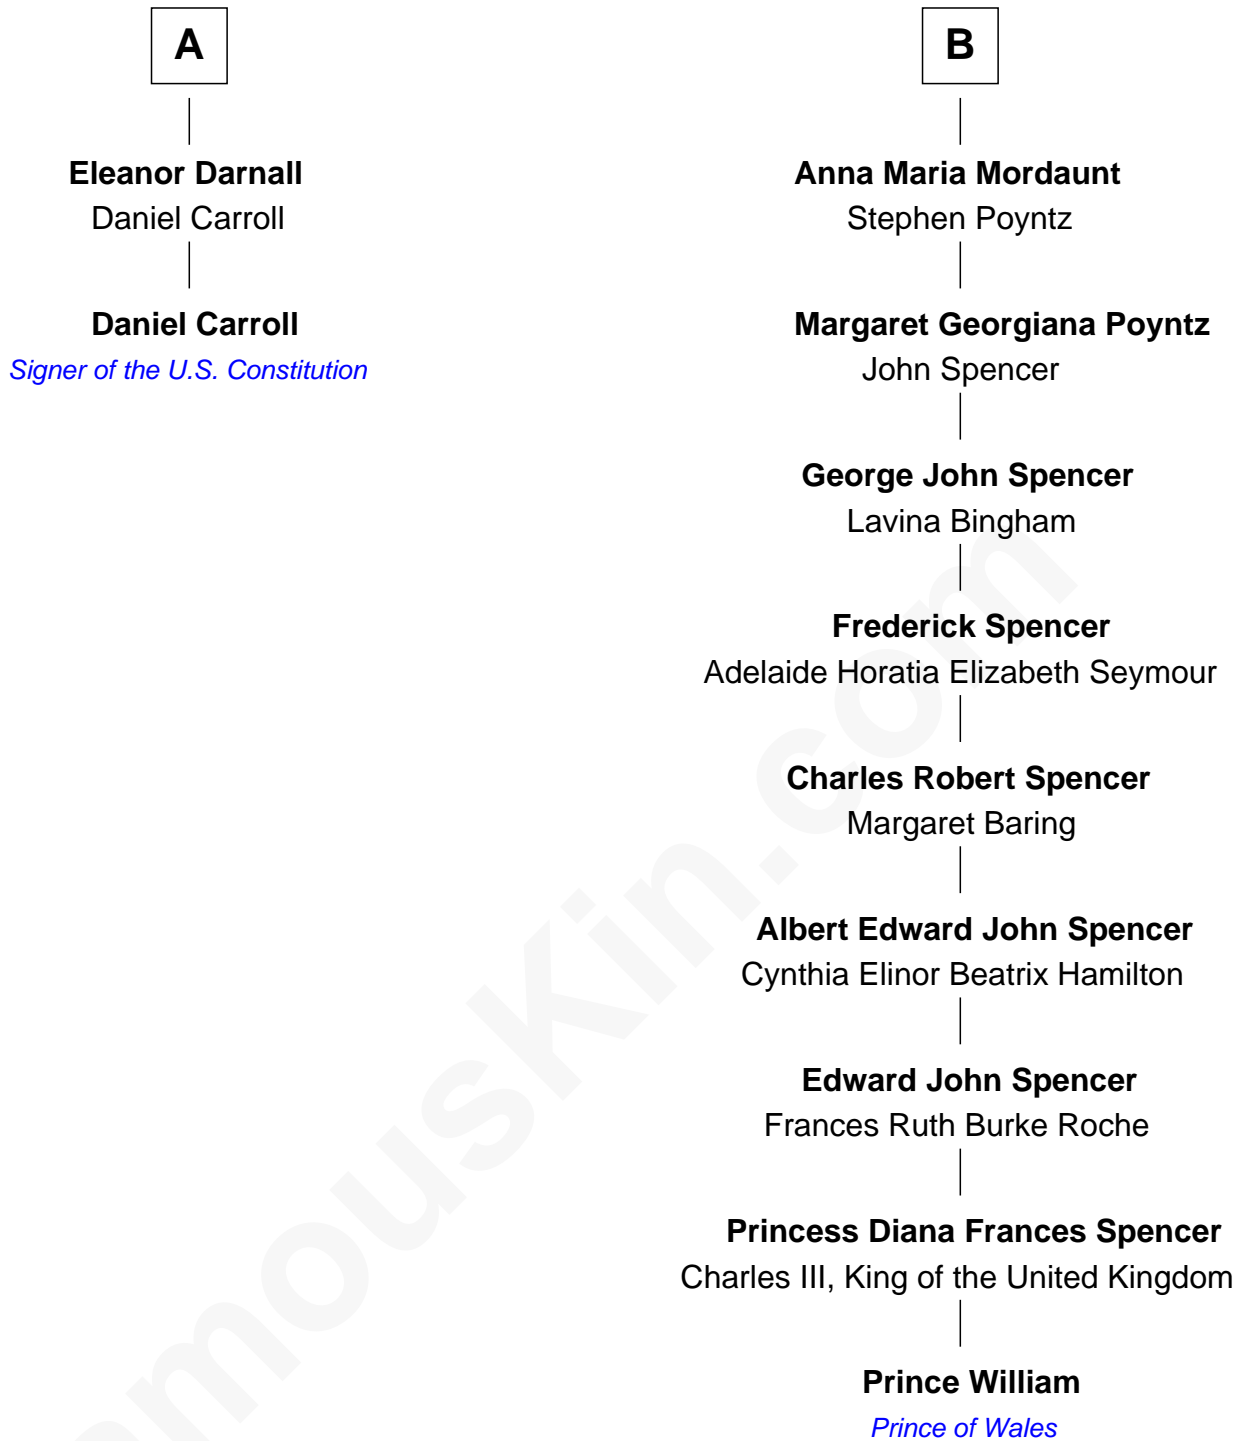 A
Eleanor Darnall
Daniel Carroll
Daniel Carroll
Signer of the U.S. Constitution
B
Anna Maria Mordaunt
Stephen Poyntz
Margaret Georgiana Poyntz
John Spencer
George John Spencer
Lavina Bingham
Frederick Spencer
Adelaide Horatia Elizabeth Seymour
Charles Robert Spencer
Margaret Baring
Albert Edward John Spencer
Cynthia Elinor Beatrix Hamilton
Edward John Spencer
Frances Ruth Burke Roche
Princess Diana Frances Spencer
Charles III, King of the United Kingdom
Prince William
Prince of Wales
amousKin.com